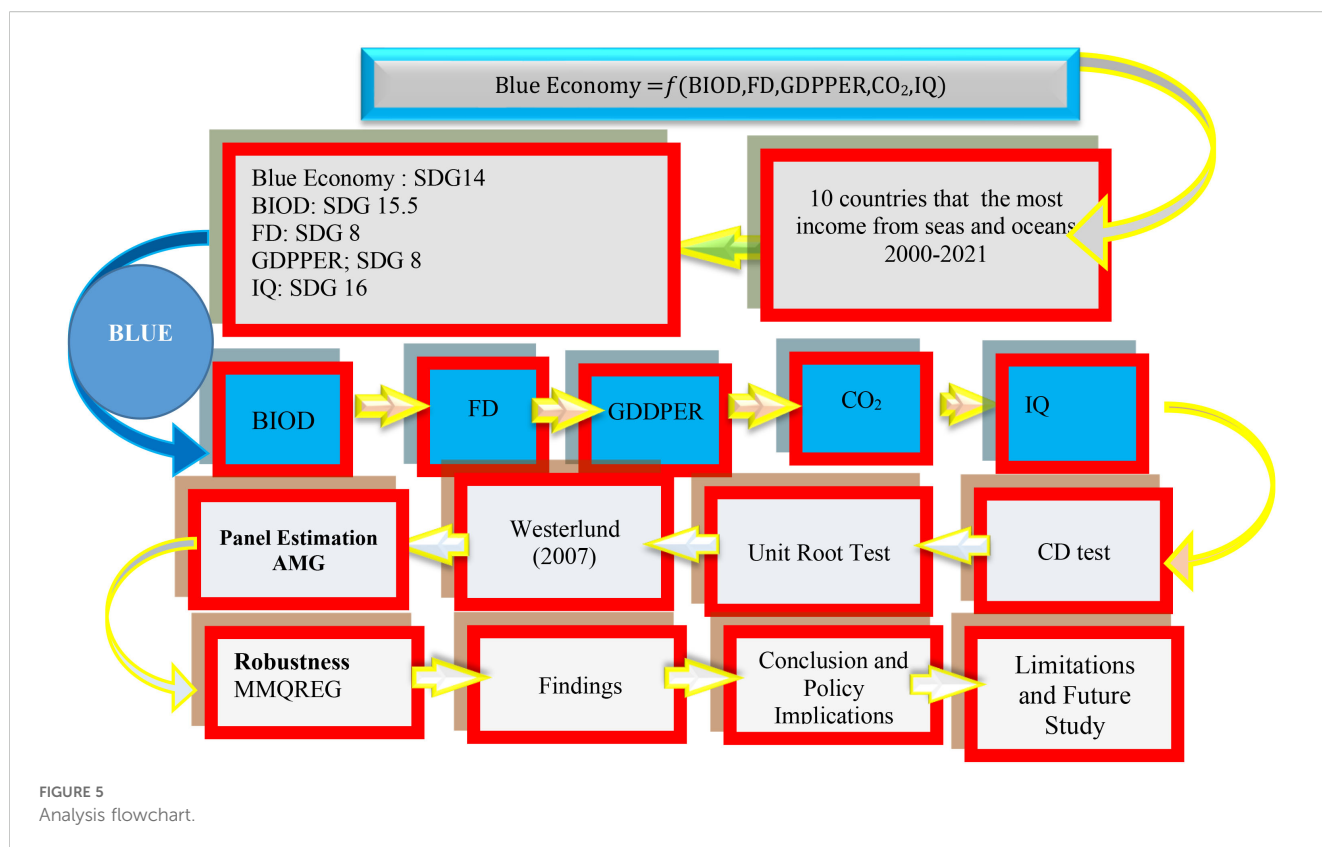 Blue Economy =f(BIOD,FD,GDPPER,CO₂,IQ)
Blue Economy : SDG14
BIOD: SDG 15.5
FD: SDG 8
GDPPER; SDG 8
IQ: SDG 16
10 countries that the most
income from seas and oceans
2000-2021
BLUE
BIOD
FD
GDDPER
CO₂
IQ
Panel Estimation
AMG
Westerlund
(2007)
Unit Root Test
CD test
Robustness
MMQREG
Findings
Conclusion and
Policy
Implications
Limitations
and Future
Study
FIGURE 5
Analysis flowchart.